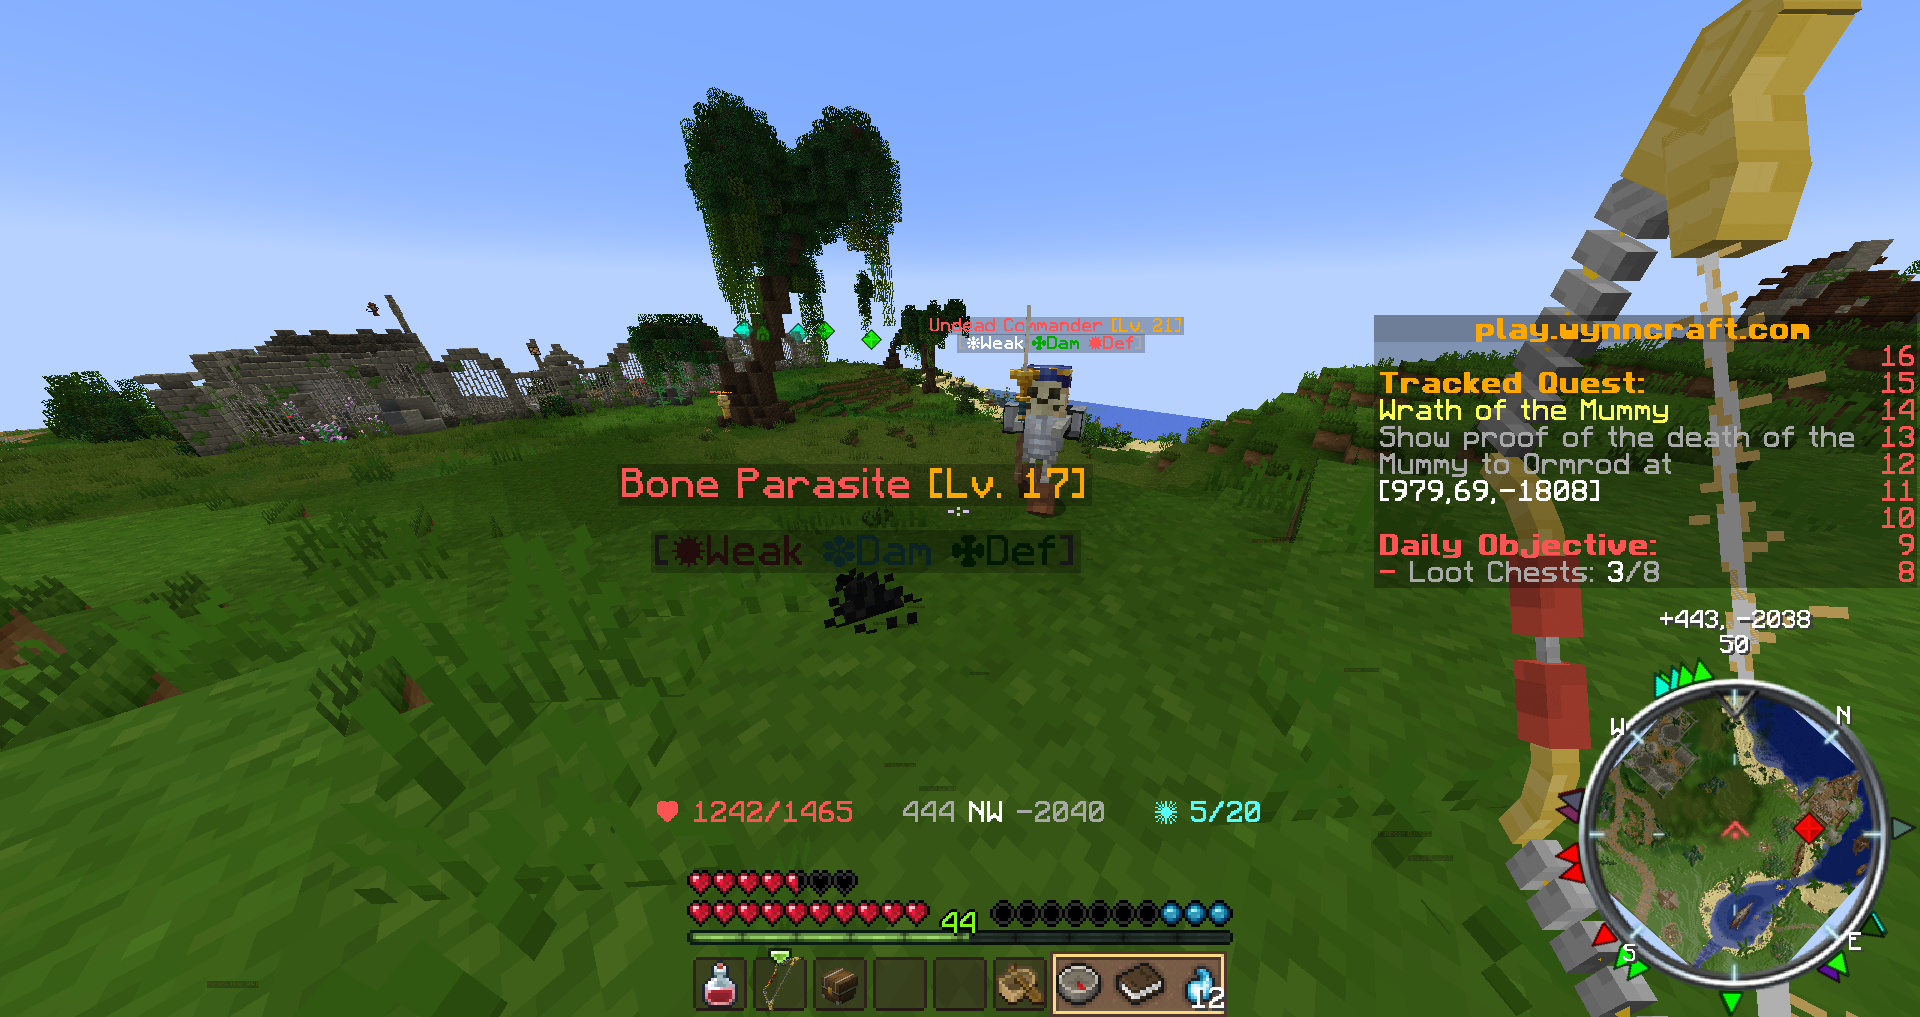 Undead Commander [Lv. 21]
Weak Dam Def
Bone Parasite [Lv. 17]
[Weak Dam Def]
play.wynncraft.com
16
Tracked Quest: 15
Wrath of the Mummy 14
Show proof of the death of the 13
Mummy to Ormrod at 12
[979,69,-1808] 11
10
Daily Objective: 9
- Loot Chests: 3/8 8
+443, -2038
50
W
N
S
E
1242/1465 444 NW -2040 5/20
44
12